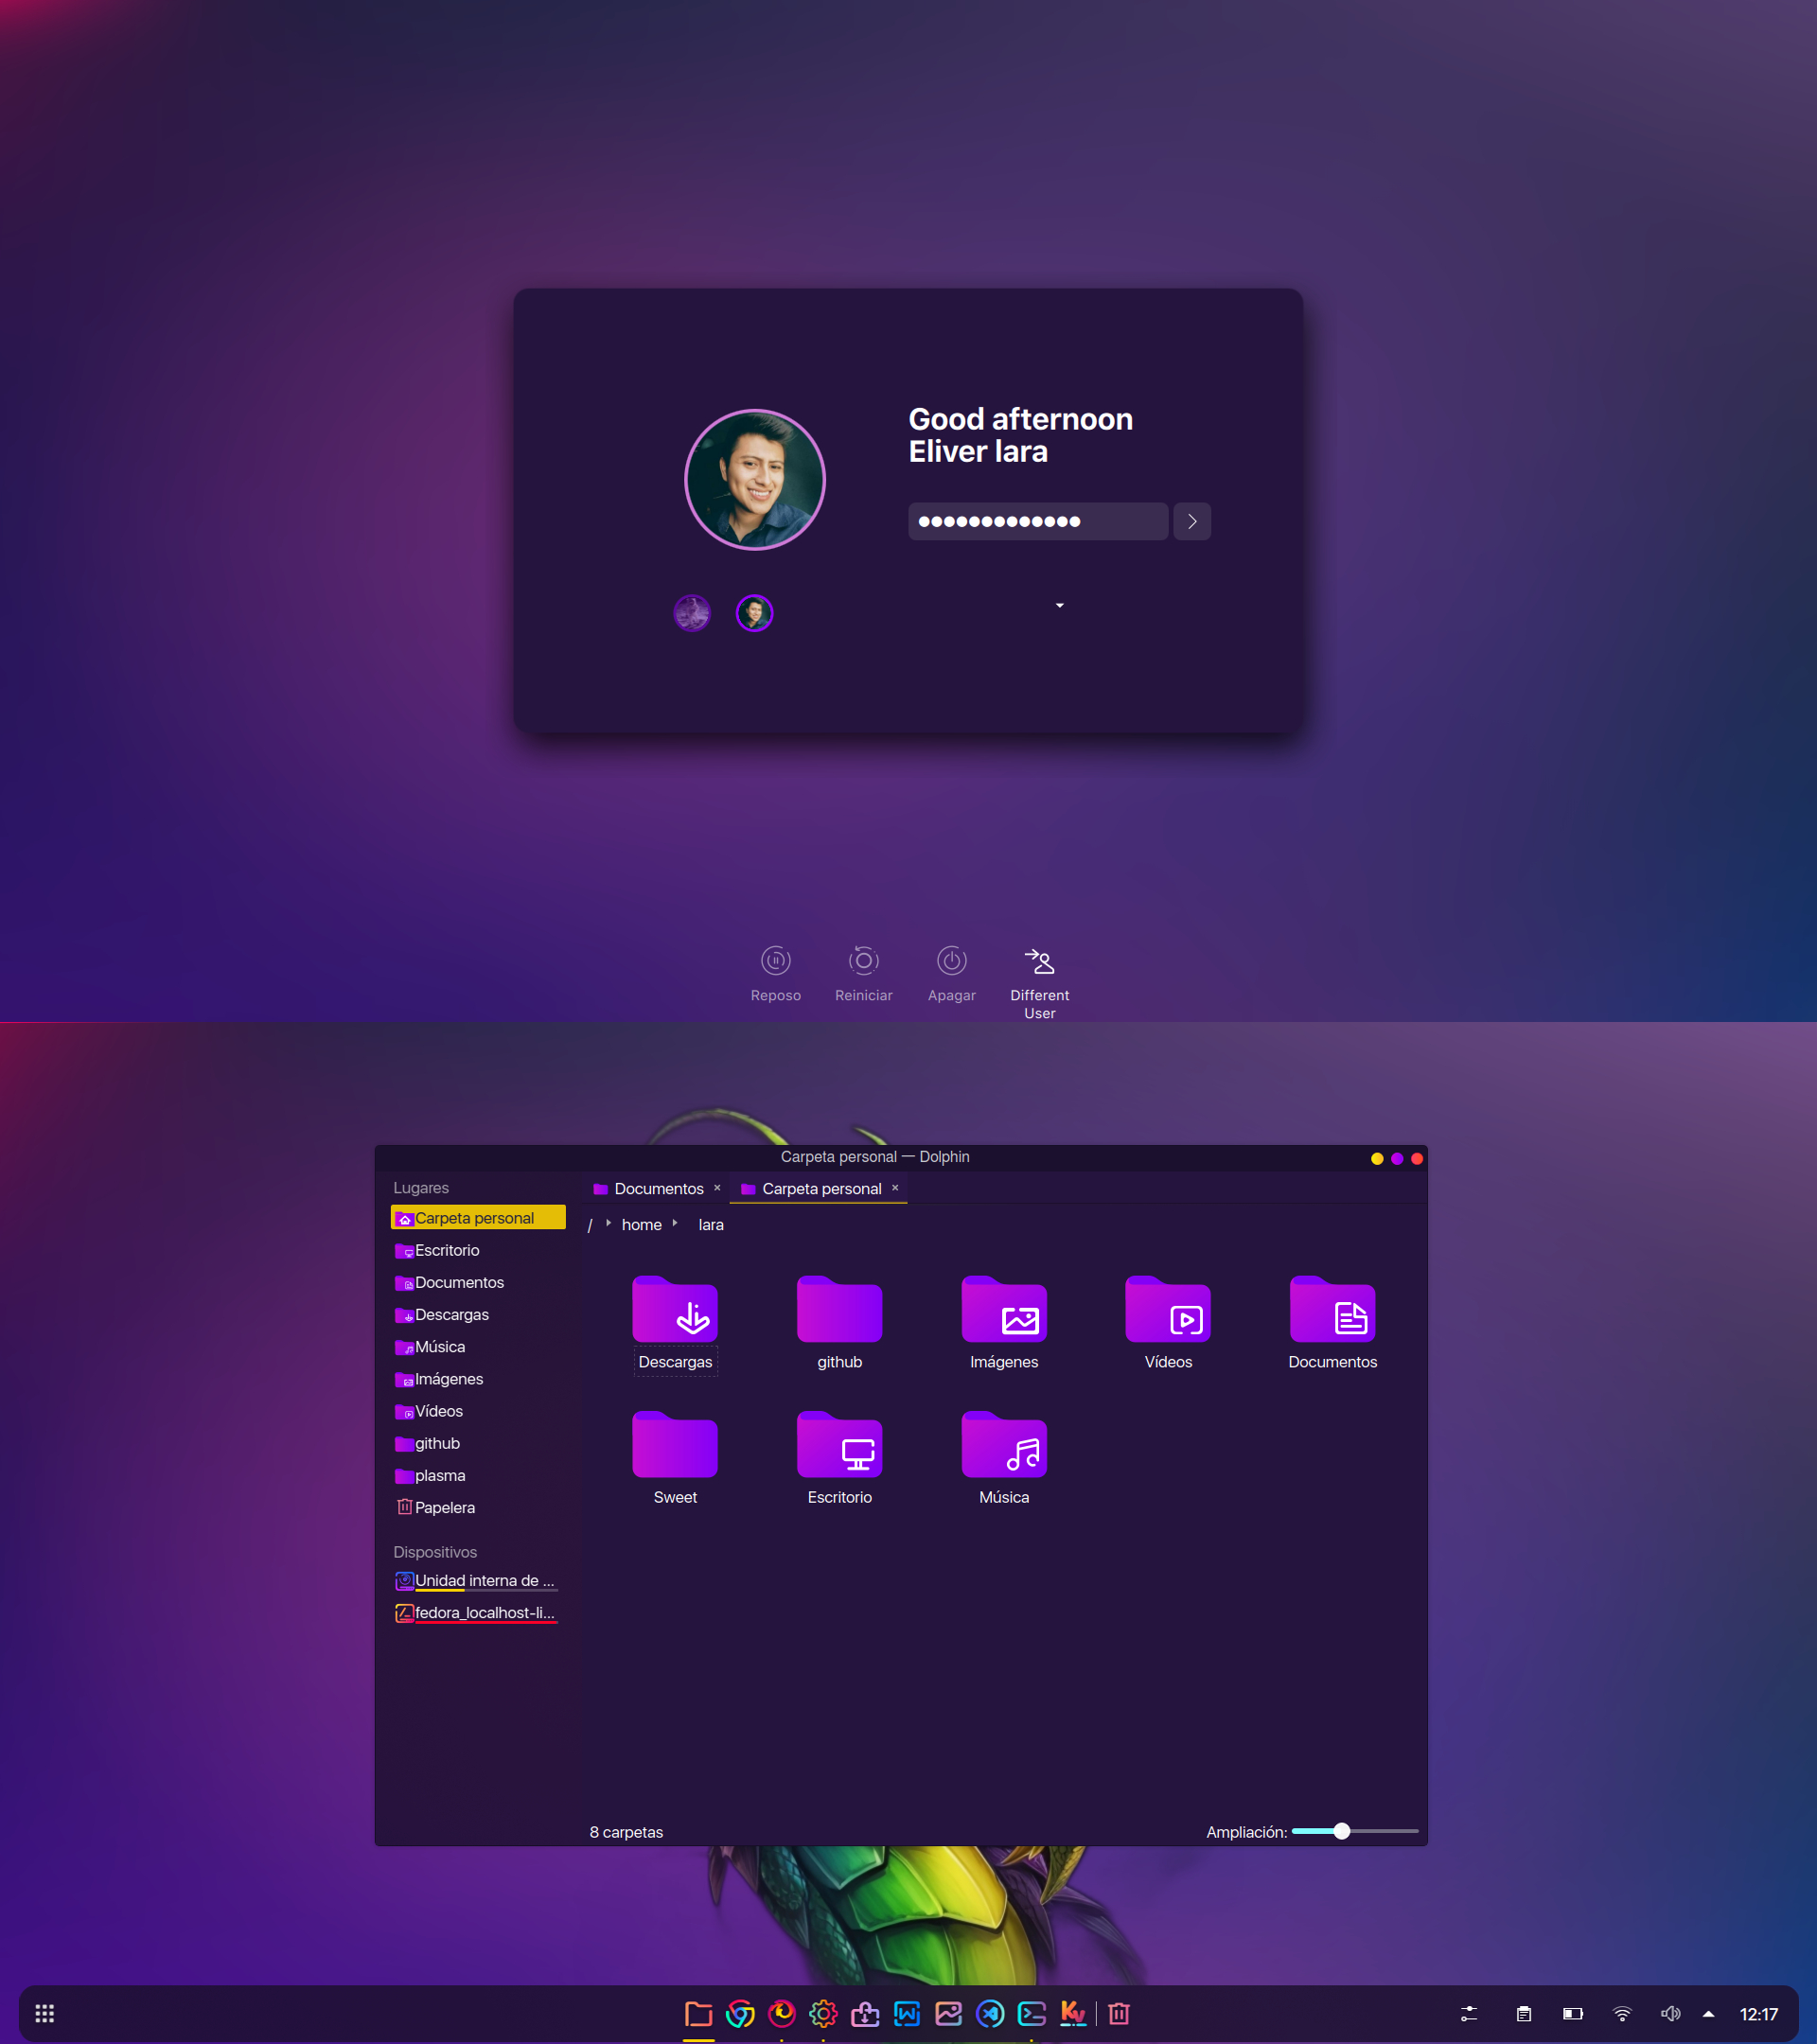 Good afternoon
Eliver lara
Reposo
Reiniciar
Apagar
Different
User
Carpeta personal — Dolphin
Lugares
Carpeta personal
Escritorio
Documentos
Descargas
Música
Imágenes
Vídeos
github
plasma
Papelera
Dispositivos
Unidad interna de ...
fedora_localhost-li...
Documentos ×
Carpeta personal ×
/ home lara
Descargas
github
Imágenes
Vídeos
Documentos
Sweet
Escritorio
Música
8 carpetas
Ampliación:
12:17